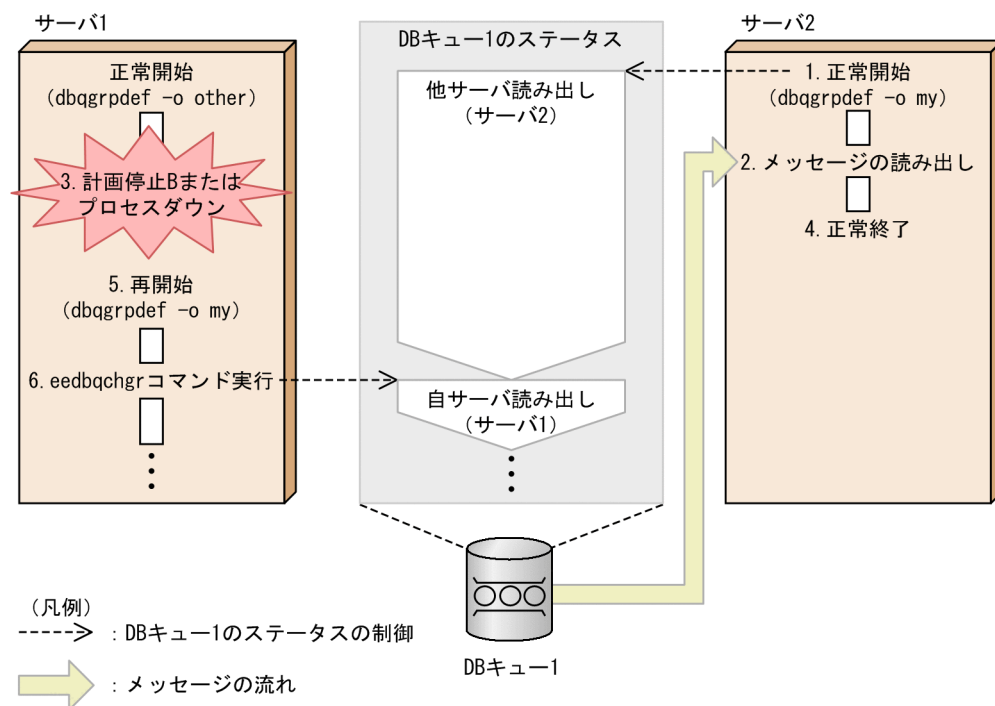 サーバ1
正常開始
(dbqgrpdef -o other)
3. 計画停止Bまたは
プロセスダウン
5. 再開始
(dbqgrpdef -o my)
6. eedbqchgrコマンド実行
DBキュー1のステータス
他サーバ読み出し
(サーバ2)
自サーバ読み出し
(サーバ1)
サーバ2
1. 正常開始
(dbqgrpdef -o my)
2. メッセージの読み出し
4. 正常終了
DBキュー1
(凡例)
: DBキュー1のステータスの制御
: メッセージの流れ